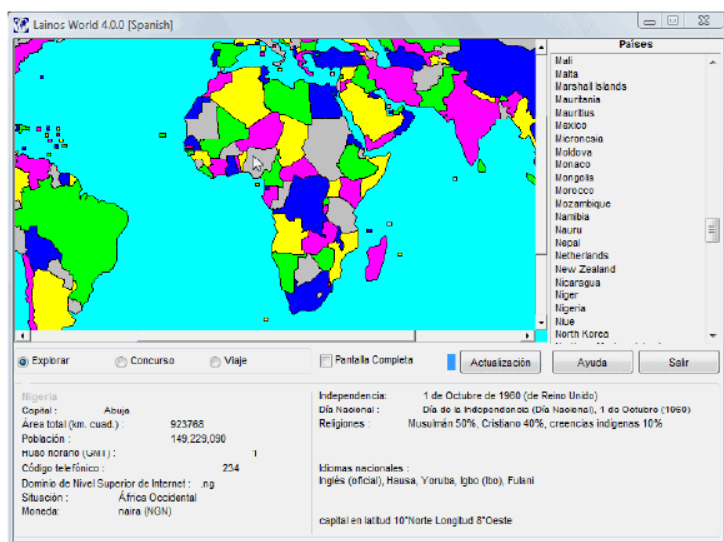 Lainos World 4.0.0 [Spanish]
Países
Mali
Malta
Marshall Islands
Mauritania
Mauritius
Mexico
Micronesia
Moldova
Monaco
Mongolia
Morocco
Mozambique
Namibia
Nauru
Nepal
Netherlands
New Zealand
Nicaragua
Niger
Nigeria
Niue
North Korea
Explorar
Concurso
Viaje
Pantalla Completa
Actualización
Ayuda
Salir
Nigeria
Capital : Abuja
Área total (km. cuad.) : 923768
Población : 149,229,090
Huso horario (GMT) : 1
Código telefónico : 234
Dominio de Nivel Superior de Internet : .ng
Situación : África Occidental
Moneda: naira (NGN)
Independencia: 1 de Octubre de 1960 (de Reino Unido)
Día Nacional : Día de la Independencia (Día Nacional), 1 de Octubre (1960)
Religiones : Musulmán 50%, Cristiano 40%, creencias indígenas 10%
Idiomas nacionales :
Inglés (oficial), Hausa, Yoruba, Igbo (Ibo), Fulani
capital en latitud 10°Norte Longitud 8°Oeste